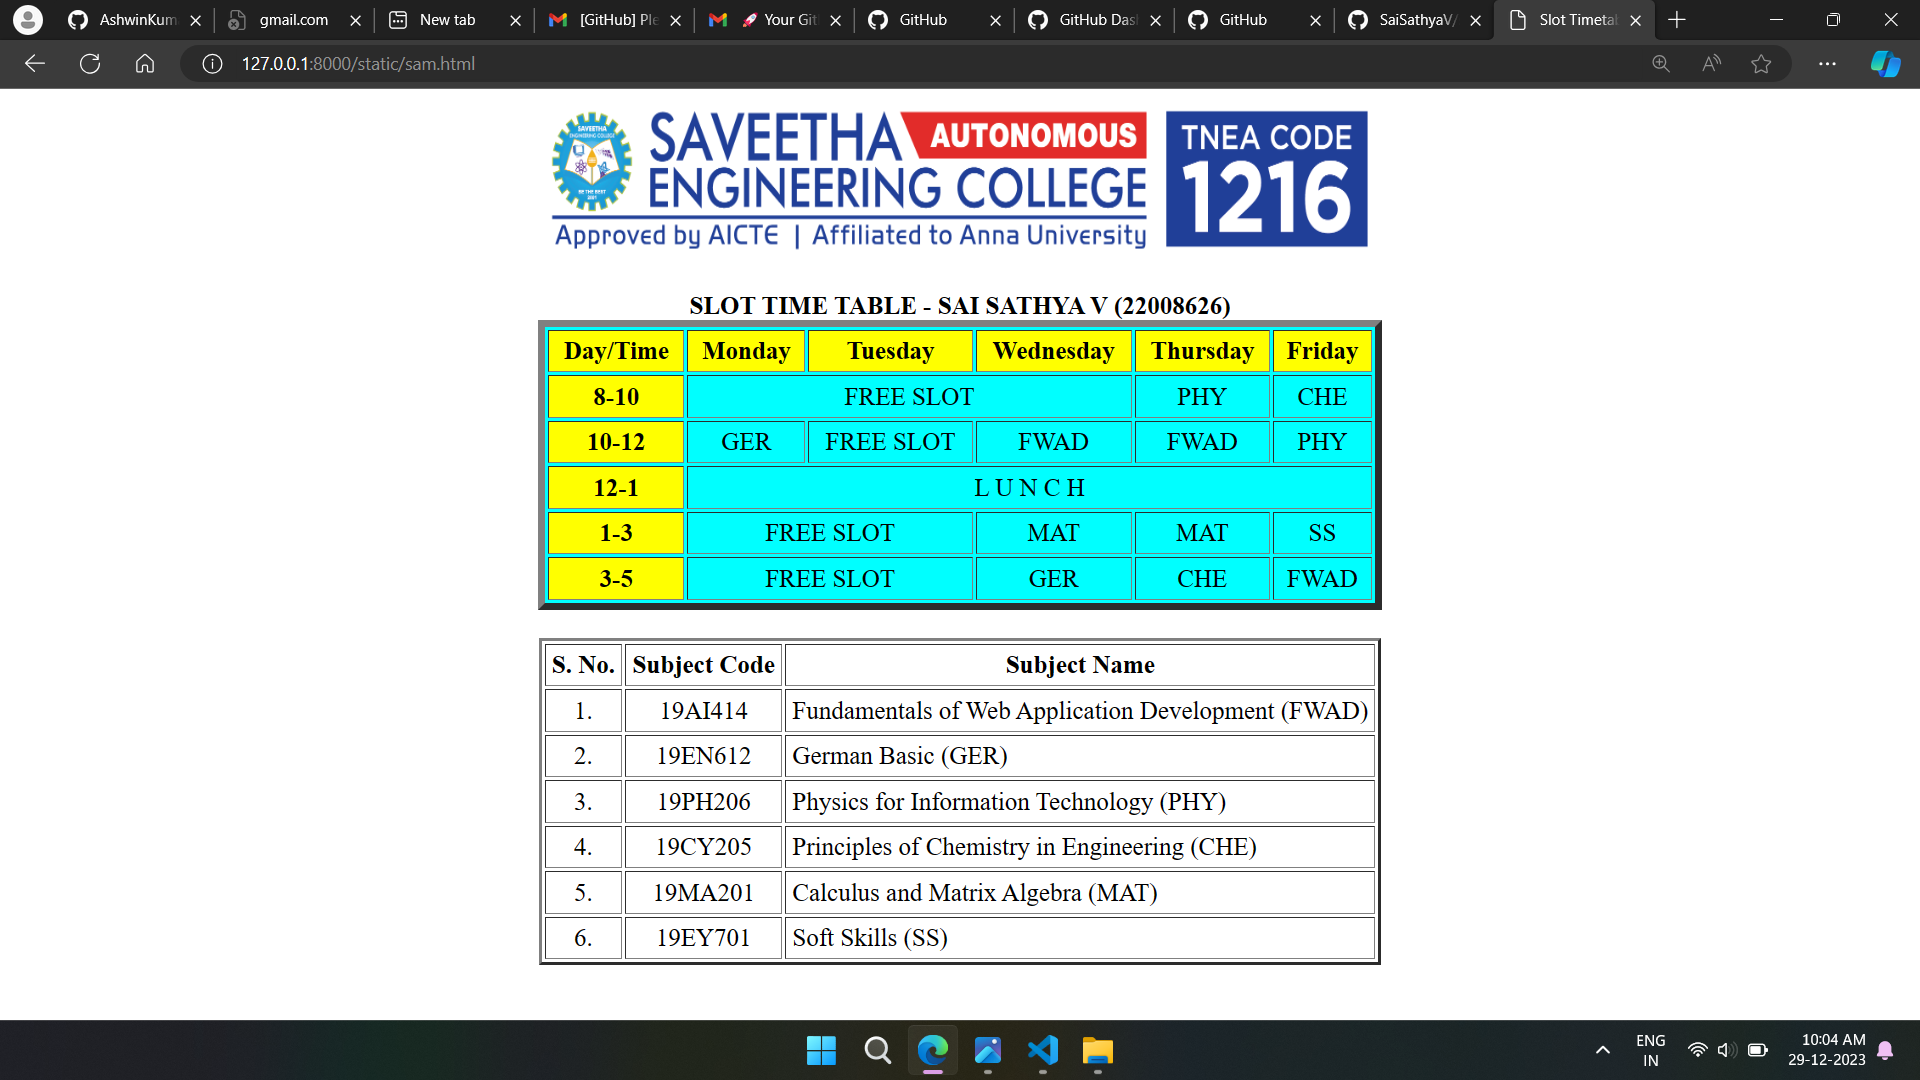 AshwinKum
gmail.com
New tab
[GitHub] Ple
🚀 Your Git
GitHub
GitHub Das
GitHub
SaiSathyaV/
Slot Timetal
127.0.0.1:8000/static/sam.html
SAVEETHA
ENGINEERING COLLEGE
BE THE BEST
SAVEETHA AUTONOMOUS
ENGINEERING COLLEGE
Approved by AICTE | Affiliated to Anna University
TNEA CODE
1216
SLOT TIME TABLE - SAI SATHYA V (22008626)
Day/Time Monday Tuesday Wednesday Thursday Friday
8-10 FREE SLOT PHY CHE
10-12 GER FREE SLOT FWAD FWAD PHY
12-1 L U N C H
1-3 FREE SLOT MAT MAT SS
3-5 FREE SLOT GER CHE FWAD
S. No. Subject Code Subject Name
1. 19AI414 Fundamentals of Web Application Development (FWAD)
2. 19EN612 German Basic (GER)
3. 19PH206 Physics for Information Technology (PHY)
4. 19CY205 Principles of Chemistry in Engineering (CHE)
5. 19MA201 Calculus and Matrix Algebra (MAT)
6. 19EY701 Soft Skills (SS)
ENG
IN
10:04 AM
29-12-2023